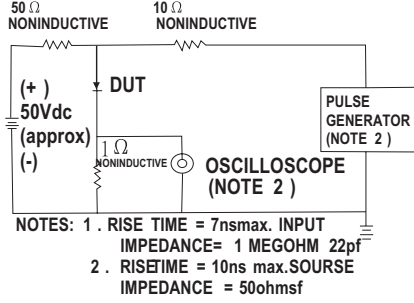 50 Ω
NONINDUCTIVE
10 Ω
NONINDUCTIVE
(+ )
50Vdc
(approx)
(-)
DUT
1 Ω
NONINDUCTIVE
OSCILLOSCOPE
(NOTE 2 )
PULSE
GENERATOR
(NOTE 2 )
NOTES: 1 . RISE TIME = 7nsmax. INPUT
IMPEDANCE= 1 MEGOHM 22pf
2 . RISETIME = 10ns max.SOURSE
IMPEDANCE = 50ohmsf